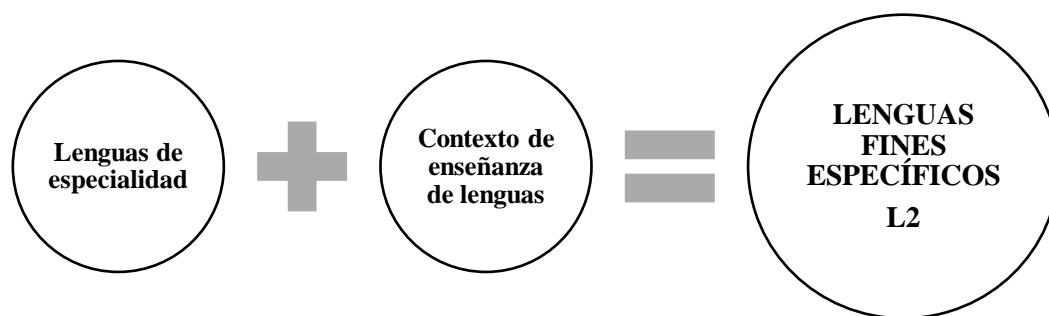 Lenguas de
especialidad
Contexto de
enseñanza
de lenguas
LENGUAS
FINES
ESPECÍFICOS
L2